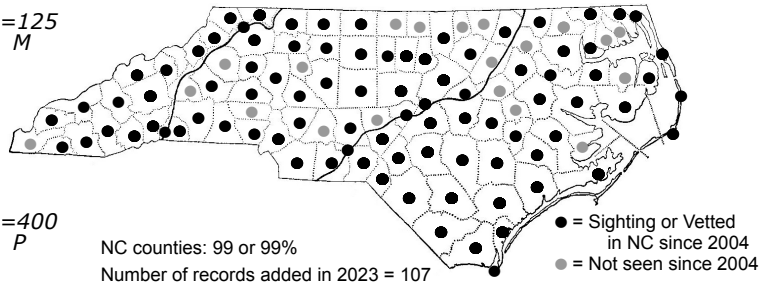 =125
M
=400
P
NC counties: 99 or 99%
Number of records added in 2023 = 107
= Sighting or Vetted
in NC since 2004
= Not seen since 2004